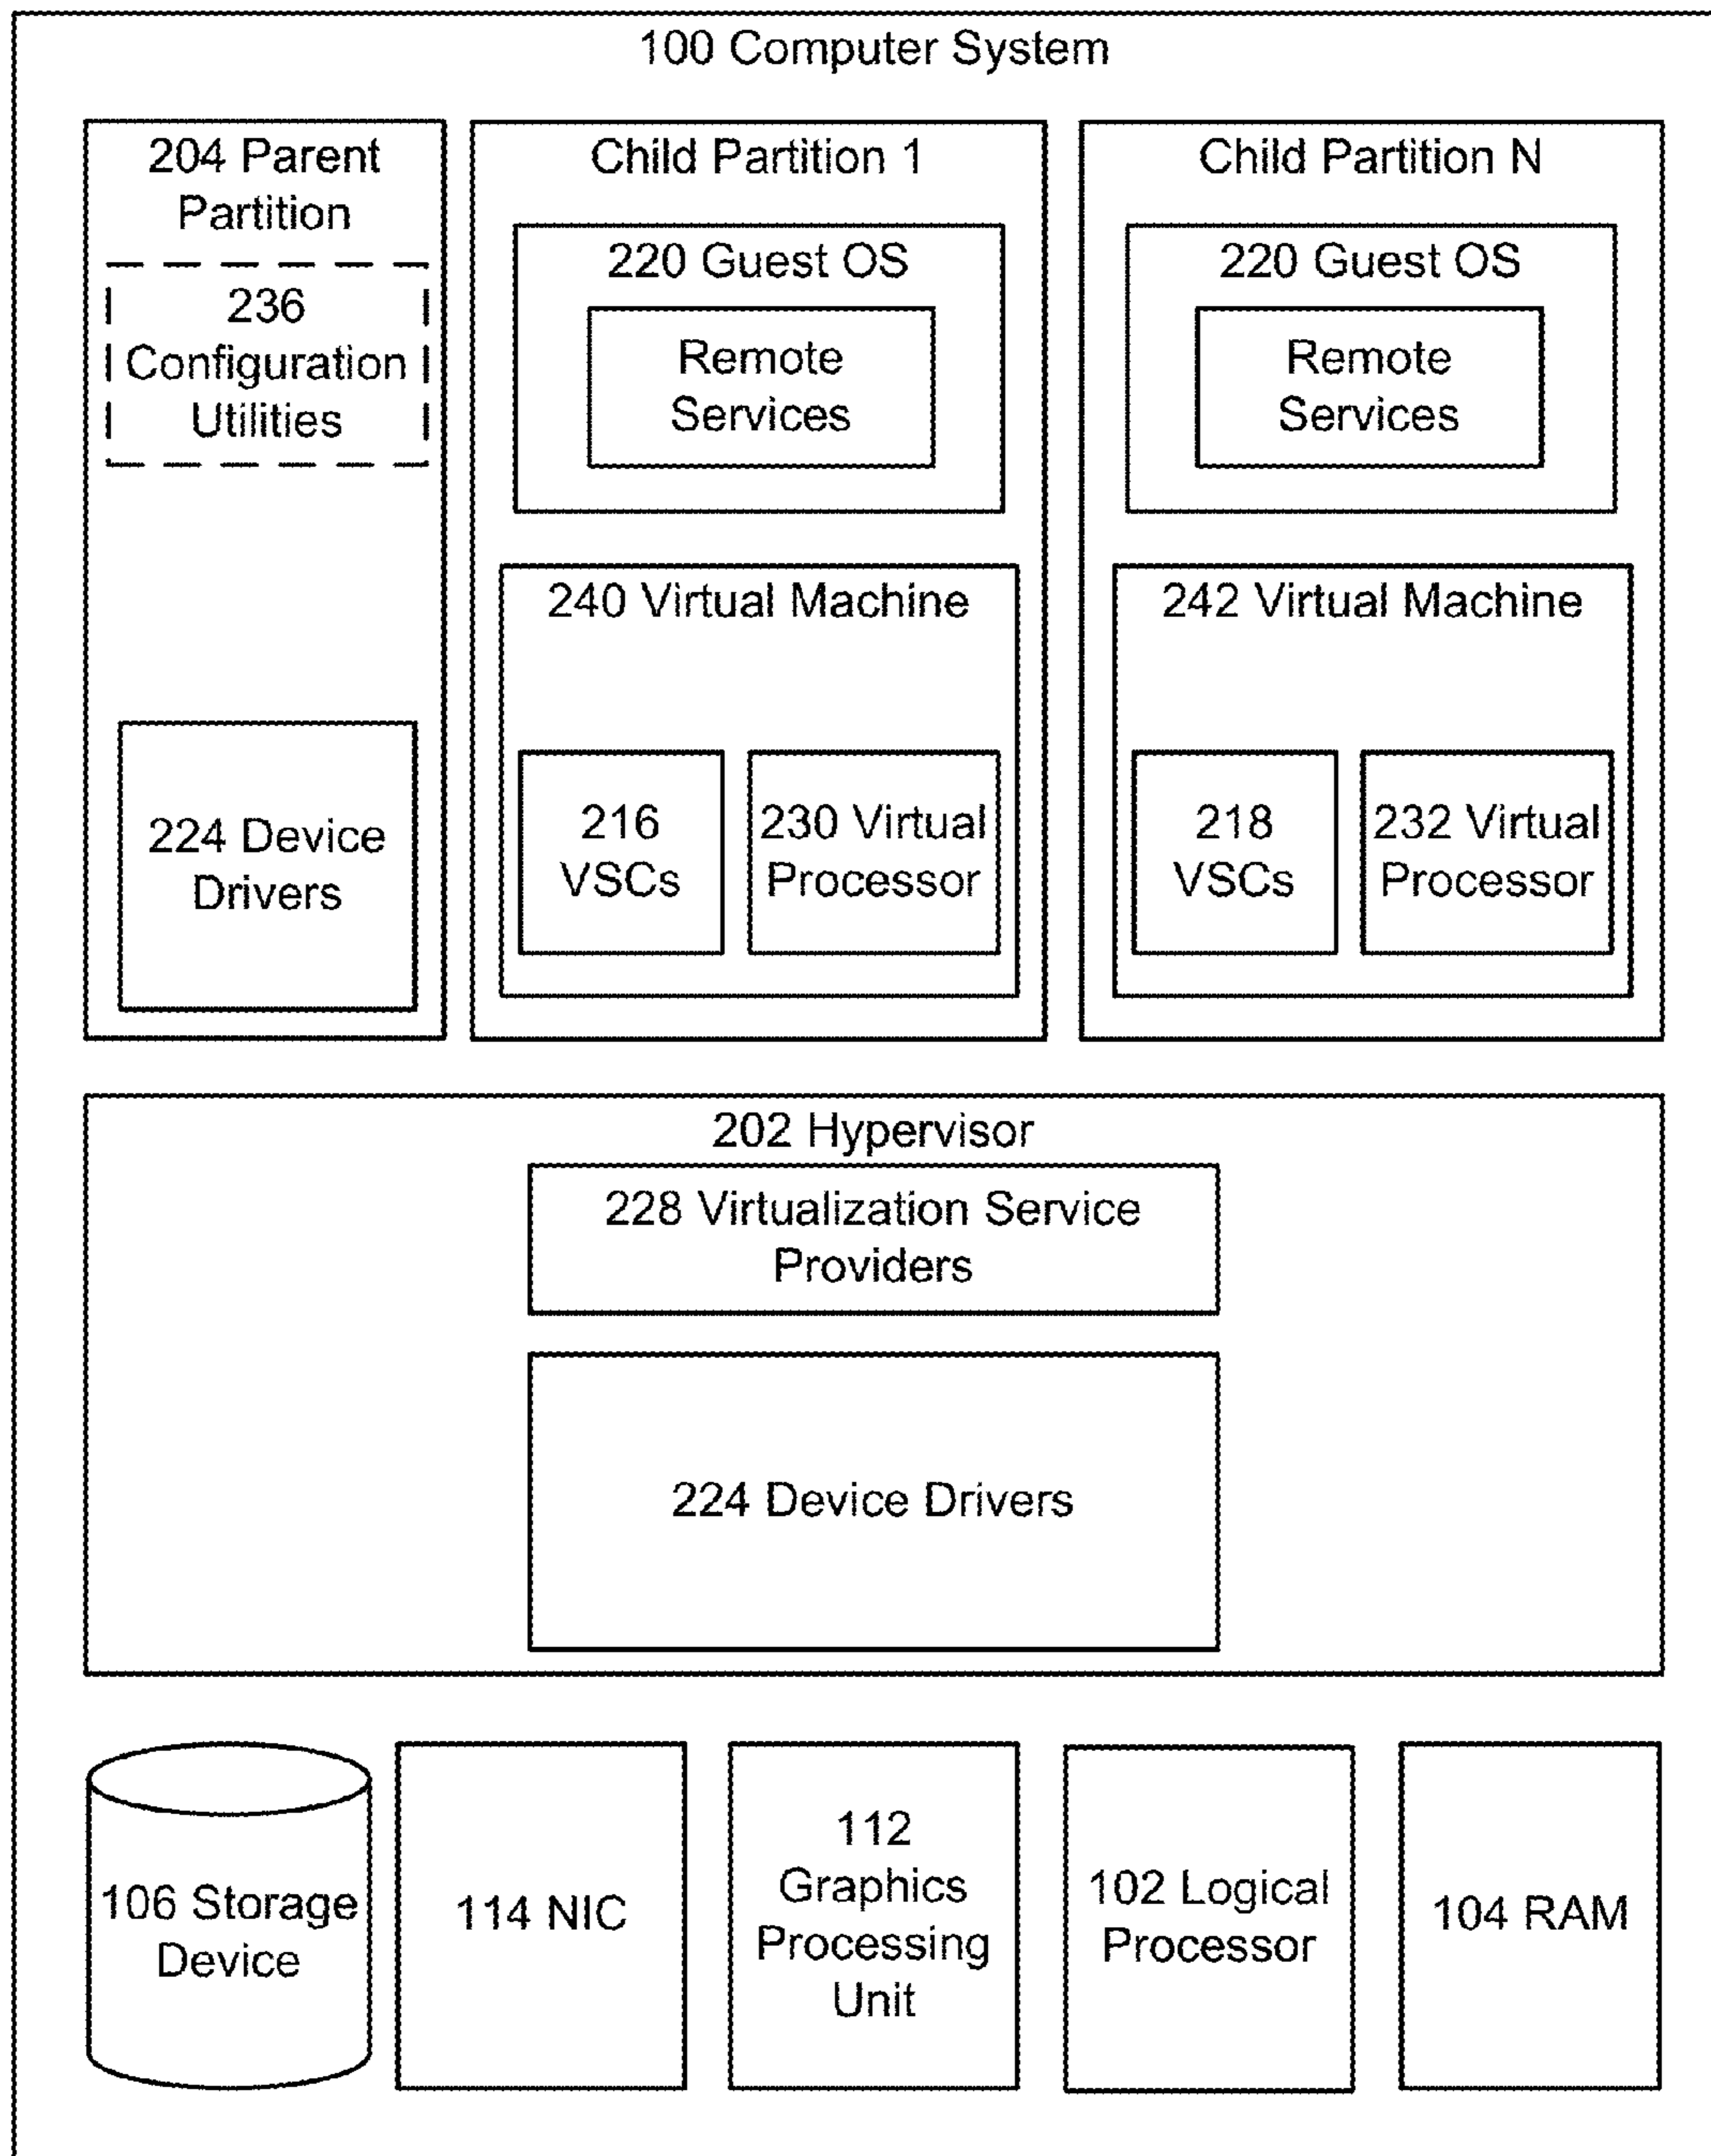 100 Computer System
204 Parent
Partition
236
Configuration
Utilities
224 Device
Drivers
Child Partition 1
220 Guest OS
Remote
Services
240 Virtual Machine
216
VSCs
230 Virtual
Processor
Child Partition N
220 Guest OS
Remote
Services
242 Virtual Machine
218
VSCs
232 Virtual
Processor
202 Hypervisor
228 Virtualization Service
Providers
224 Device Drivers
106 Storage
Device
114 NIC
112
Graphics
Processing
Unit
102 Logical
Processor
104 RAM